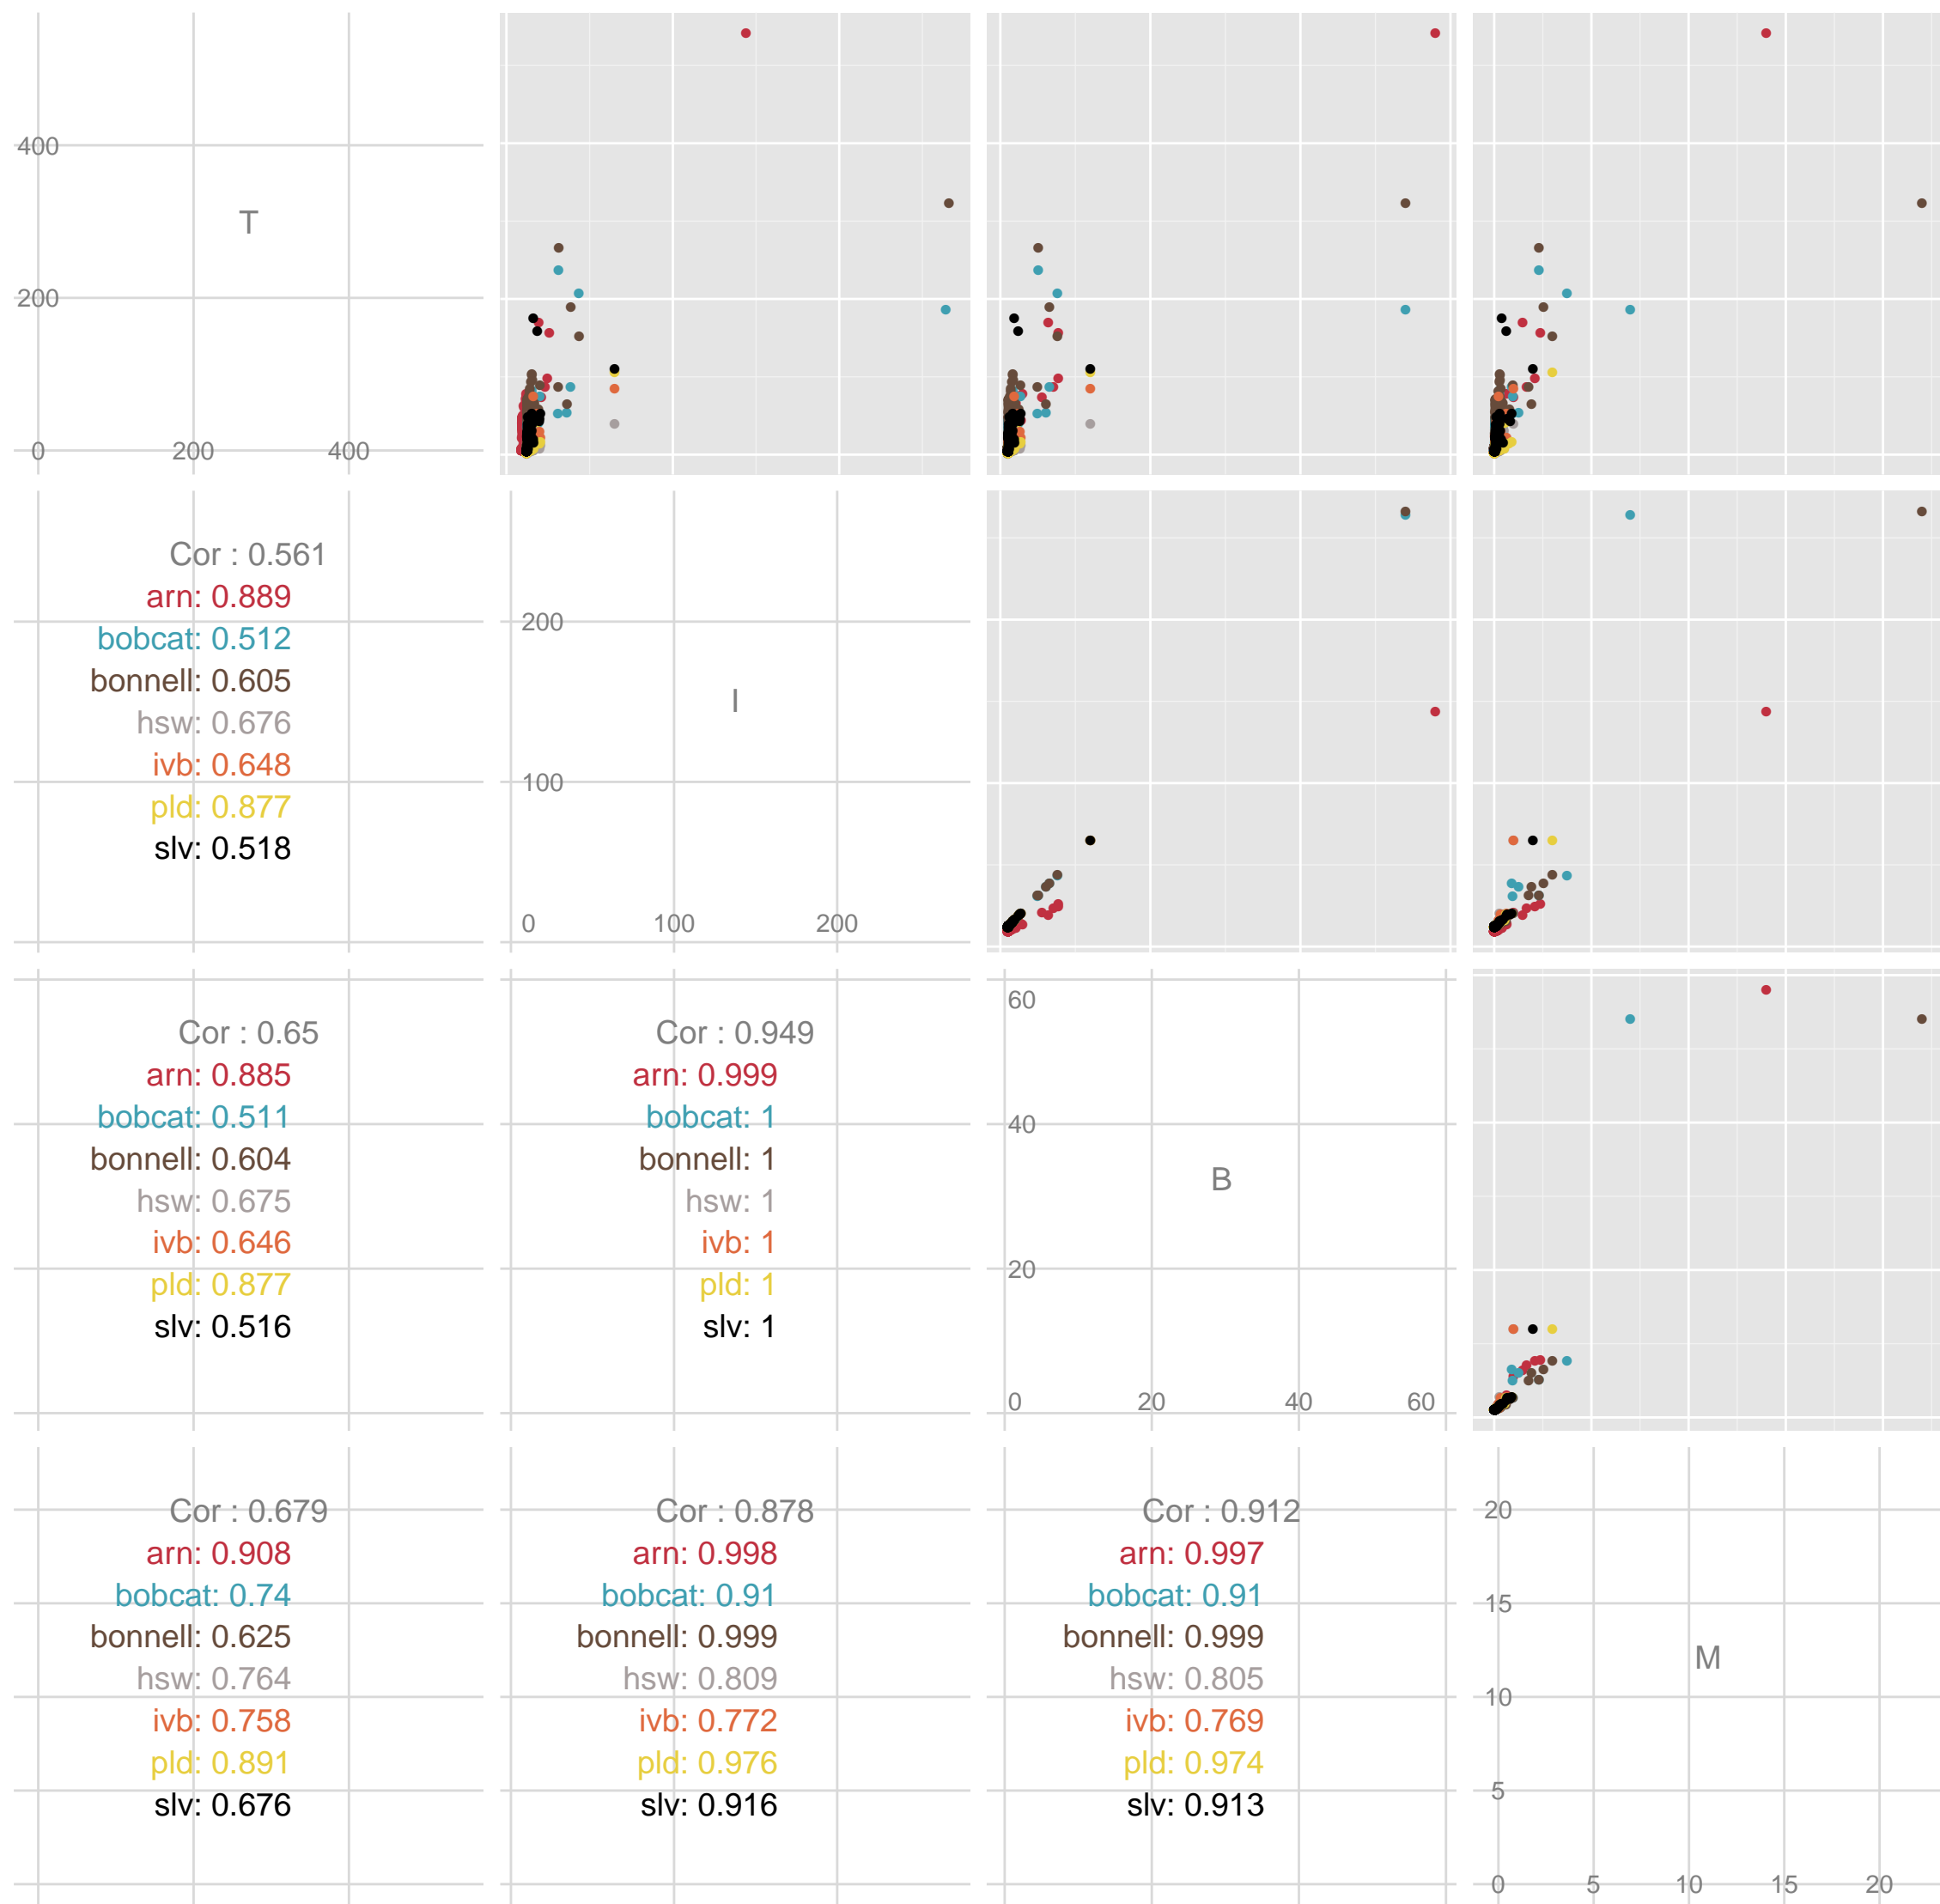 400
T
200
0 200 400
Cor : 0.561
arn: 0.889
bobcat: 0.512
bonnell: 0.605
hsw: 0.676
ivb: 0.648
pld: 0.877
slv: 0.518
200
I
100
0 100 200
Cor : 0.65
arn: 0.885
bobcat: 0.511
bonnell: 0.604
hsw: 0.675
ivb: 0.646
pld: 0.877
slv: 0.516
Cor : 0.949
arn: 0.999
bobcat: 1
bonnell: 1
hsw: 1
ivb: 1
pld: 1
slv: 1
60
40
B
20
0 20 40 60
Cor : 0.679
arn: 0.908
bobcat: 0.74
bonnell: 0.625
hsw: 0.764
ivb: 0.758
pld: 0.891
slv: 0.676
Cor : 0.878
arn: 0.998
bobcat: 0.91
bonnell: 0.999
hsw: 0.809
ivb: 0.772
pld: 0.976
slv: 0.916
Cor : 0.912
arn: 0.997
bobcat: 0.91
bonnell: 0.999
hsw: 0.805
ivb: 0.769
pld: 0.974
slv: 0.913
20
15
M
10
5
0 5 10 15 20